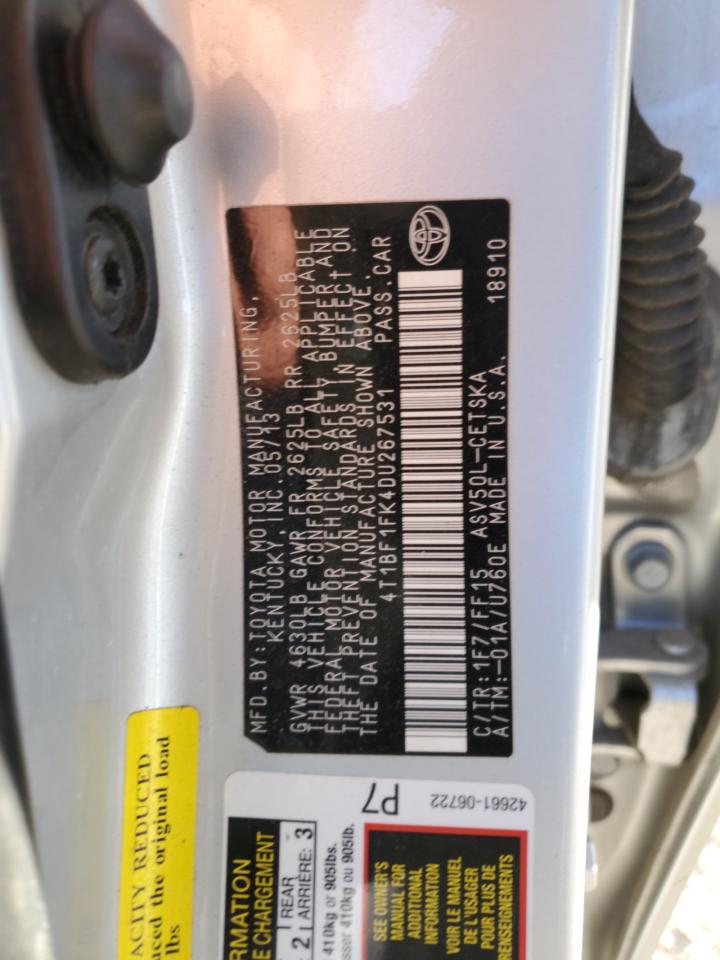 MFD.BY:TOYOTA MOTOR MANUFACTURING,
KENTUCKY, INC.05/13
GVWR 4630LB GAWR FR 2625LB RR 2625LB
THIS VEHICLE CONFORMS TO ALL APPLICABLE
FEDERAL MOTOR VEHICLE SAFETY, BUMPER AND
THEFT PREVENTION STANDARDS IN EFFECT ON
THE DATE OF MANUFACTURE SHOWN ABOVE.
4T1BF1FK4DU267531 PASS.CAR
C/TR:1F7/FF15 ASV50L-CETSKA
A/TM:-01A/U760E MADE IN U.S.A. 18910
ACITY REDUCED
uced the original load
lbs
RMATION
E CHARGEMENT
2 REAR 3
ARRIÈRE:
410kg or 905lbs.
sser 410kg ou 905lb.
P7
42661-06722
SEE OWNER'S
MANUAL FOR
ADDITIONAL
INFORMATION
VOIR LE MANUEL
DE L'USAGER
POUR PLUS DE
RENSEIGNEMENTS